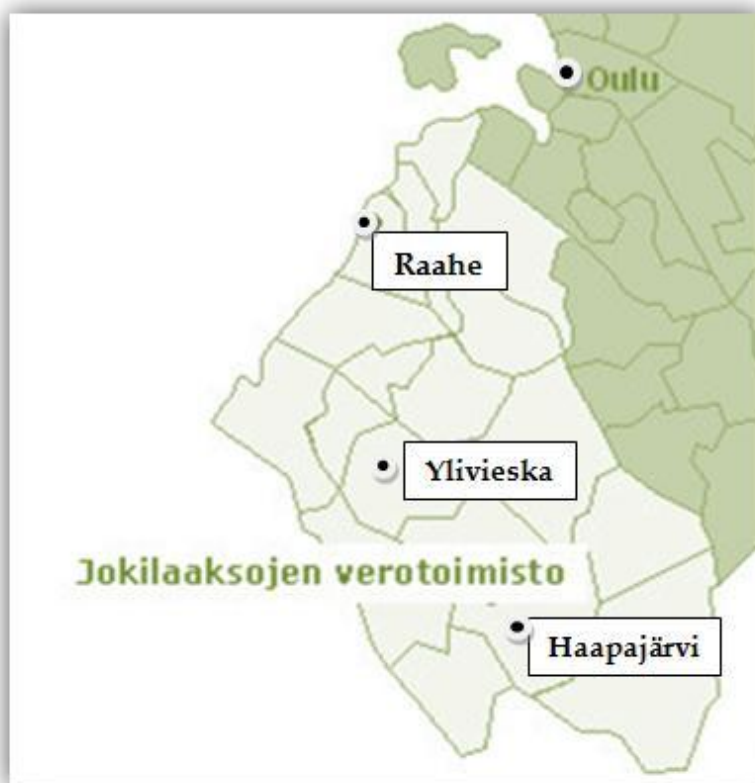 Oulu
Raahe
Ylivieska
Jokilaaksojen verotoimisto
Haapajärvi